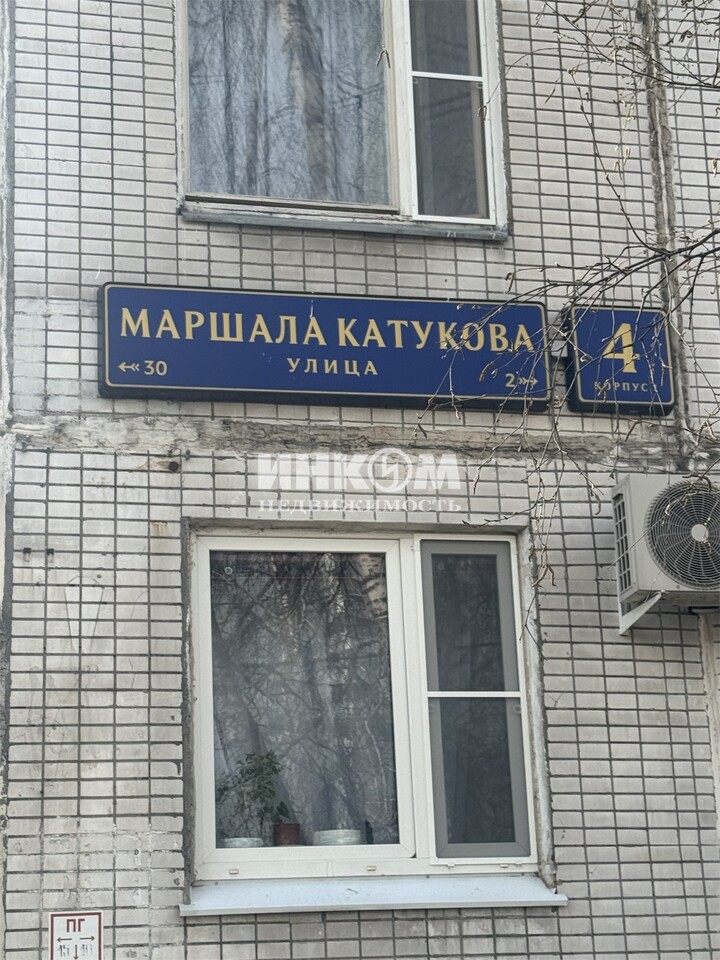 МАРШАЛА КАТУКОВА
УЛИЦА
30
2
4
КОРПУС
ИНКОМ
НЕДВИЖИМОСТЬ
ПГ